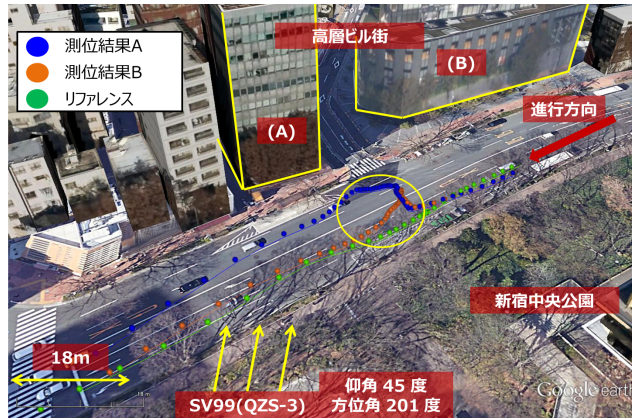 測位結果A
測位結果B
リファレンス
高層ビル街
(A)
(B)
進行方向
新宿中央公園
18m
18 m
SV99(QZS-3)
仰角 45 度
方位角 201 度
Google earth